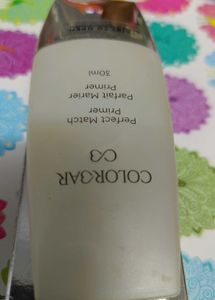 COLORBAR
Perfect Match
Primer
Parfait Marier
Primer
30ml